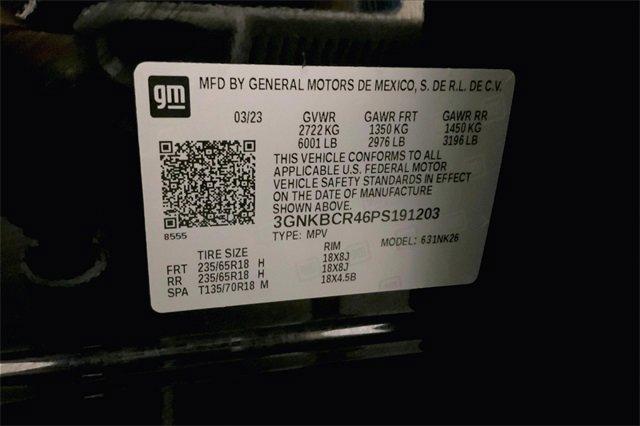 gm
MFD BY GENERAL MOTORS DE MEXICO, S. DE R.L. DE C.V.
03/23 GVWR GAWR FRT GAWR RR
2722 KG 1350 KG 1450 KG
6001 LB 2976 LB 3196 LB
THIS VEHICLE CONFORMS TO ALL
APPLICABLE U.S. FEDERAL MOTOR
VEHICLE SAFETY STANDARDS IN EFFECT
ON THE DATE OF MANUFACTURE
SHOWN ABOVE.
3GNKBCR46PS191203
8555 TYPE: MPV MODEL: 631NK26
TIRE SIZE RIM
FRT 235/65R18 H 18X8J
RR 235/65R18 H 18X8J
SPA T135/70R18 M 18X4.5B